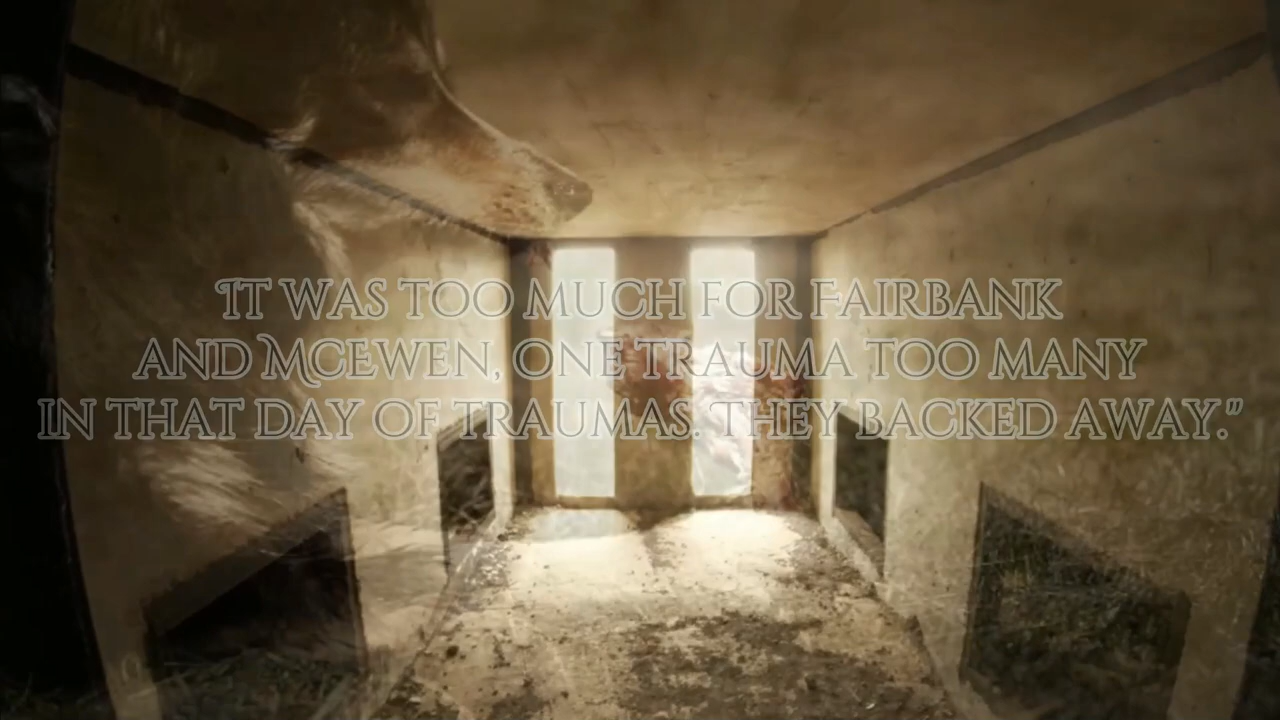 It was too much for Fairbank
and McEwen, one trauma too many
in that day of traumas. They backed away."